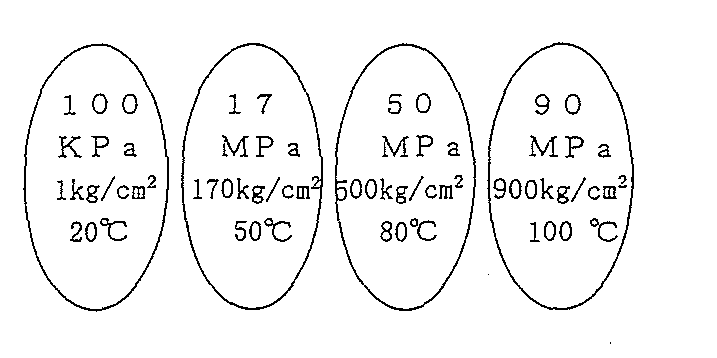 100 17 50 90
KPa MPa MPa MPa
1kg/cm² 170kg/cm² 500kg/cm² 900kg/cm²
20℃ 50℃ 80℃ 100 ℃